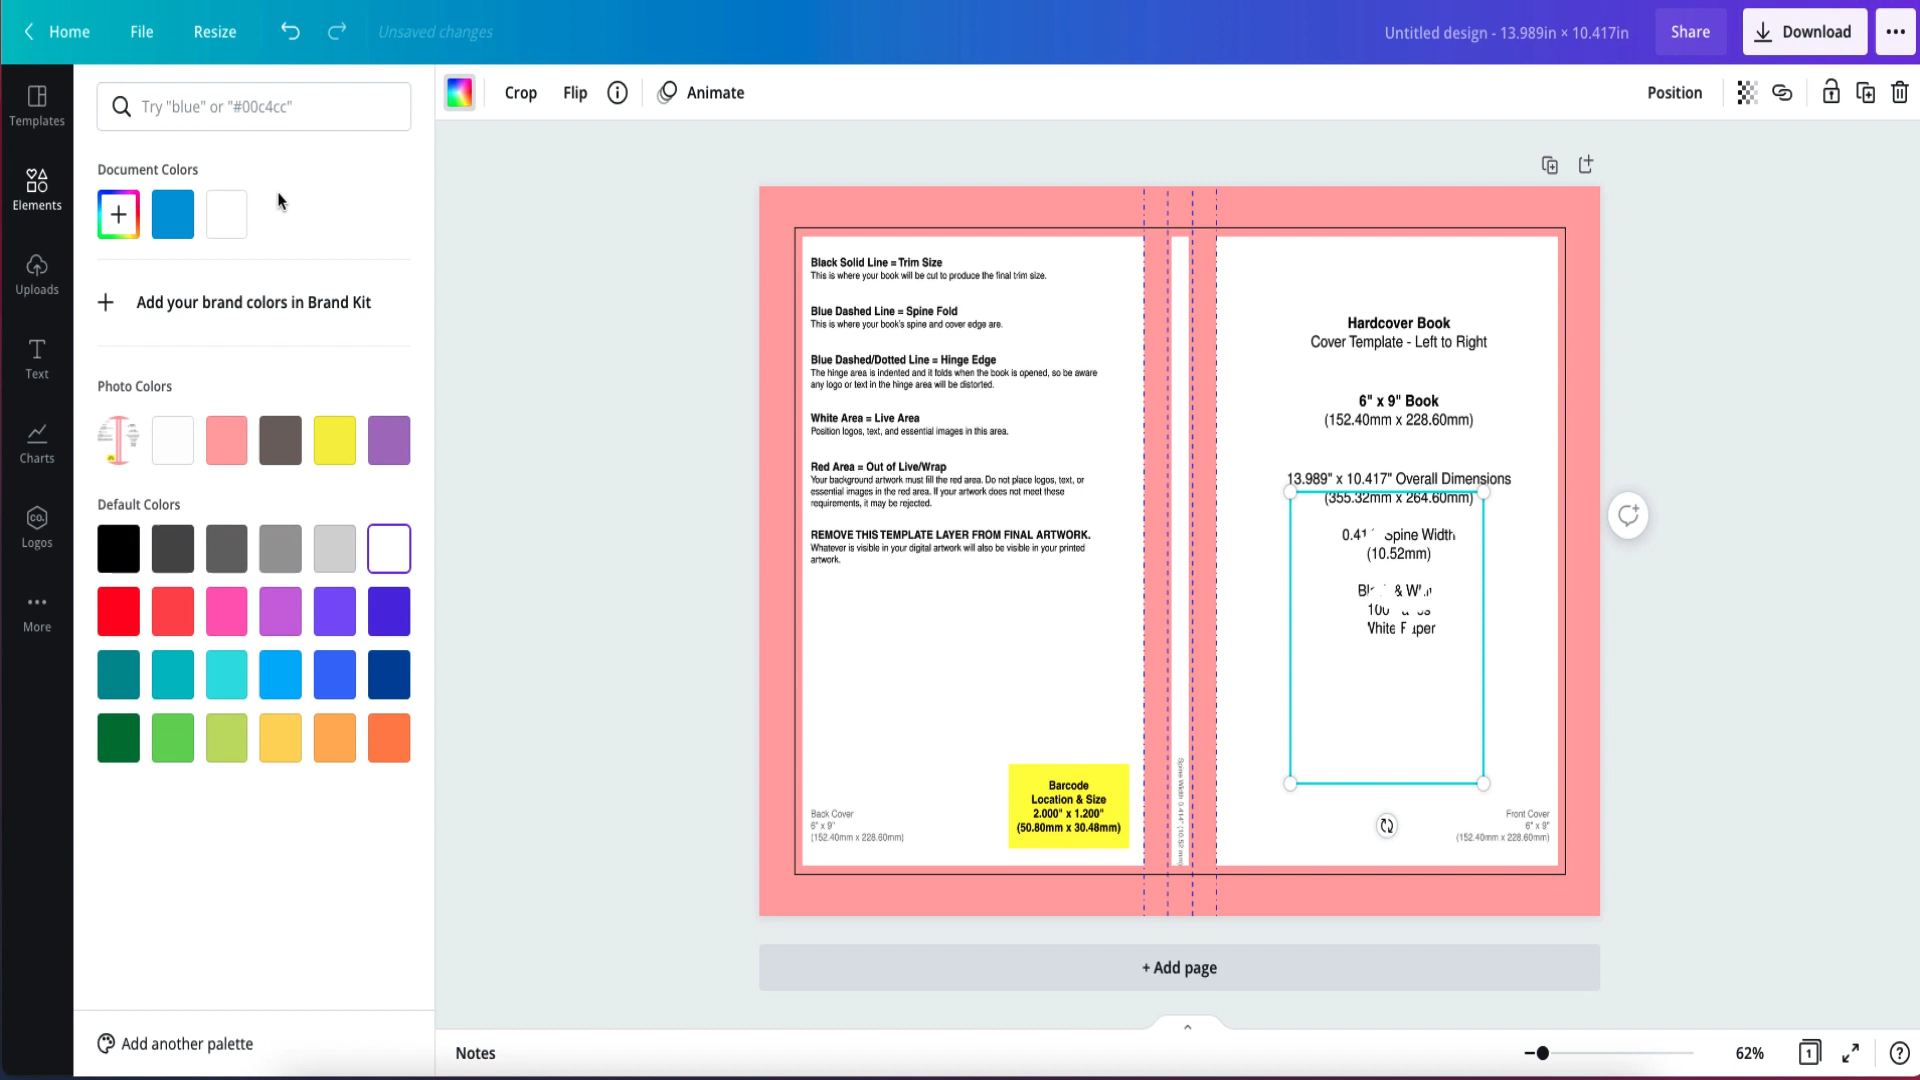 Home
File
Resize
Unsaved changes
Untitled design - 13.989in × 10.417in
Share
Download
Templates
Elements
Uploads
Text
Charts
CO.
Logos
More
Try "blue" or "#00c4cc"
Document Colors
Add your brand colors in Brand Kit
Photo Colors
Default Colors
Add another palette
Crop
Flip
Animate
Position
Black Solid Line = Trim Size
This is where your book will be cut to produce the final trim size.
Blue Dashed Line = Spine Fold
This is where your book's spine and cover edge are.
Blue Dashed/Dotted Line = Hinge Edge
The hinge area is indented and it folds when the book is opened, so be aware
any logo or text in the hinge area will be distorted.
White Area = Live Area
Position logos, text, and essential images in this area.
Red Area = Out of Live/Wrap
Your background artwork must fill the red area. Do not place logos, text, or
essential images in the red area. If your artwork does not meet these
requirements, it may be rejected.
REMOVE THIS TEMPLATE LAYER FROM FINAL ARTWORK.
Whatever is visible in your digital artwork will also be visible in your printed
artwork.
Barcode
Location & Size
2.000" x 1.200"
(50.80mm x 30.48mm)
Back Cover
6" x 9"
(152.40mm x 228.60mm)
Spine Width 0.414" (10.52 mm)
Hardcover Book
Cover Template - Left to Right
6" x 9" Book
(152.40mm x 228.60mm)
13.989" x 10.417" Overall Dimensions
(355.32mm x 264.60mm)
Spine Width
(10.52mm)
&
Front Cover
6" x 9"
(152.40mm x 228.60mm)
+ Add page
Notes
62%
1
?